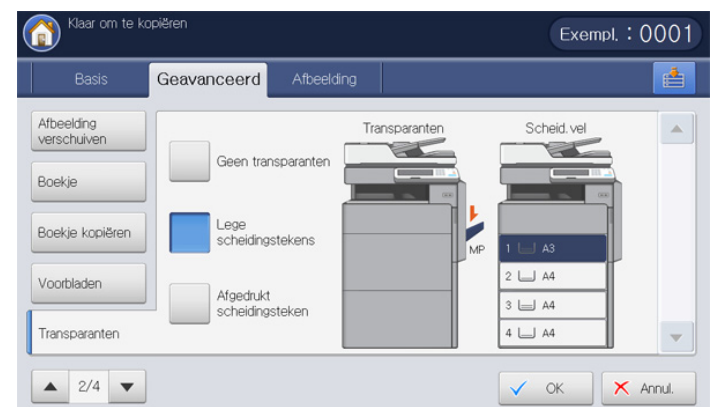 Klaar om te kopiëren
Exempl. : 0001
Basis
Geavanceerd
Afbeelding
Afbeelding
verschuiven
Boekje
Boekje kopiëren
Voorbladen
Transparanten
Geen transparanten
Lege
scheidingstekens
Afgedrukt
scheidingsteken
Transparanten
MP
Scheid. vel
1 A3
2 A4
3 A4
4 A4
2/4
OK
Annul.